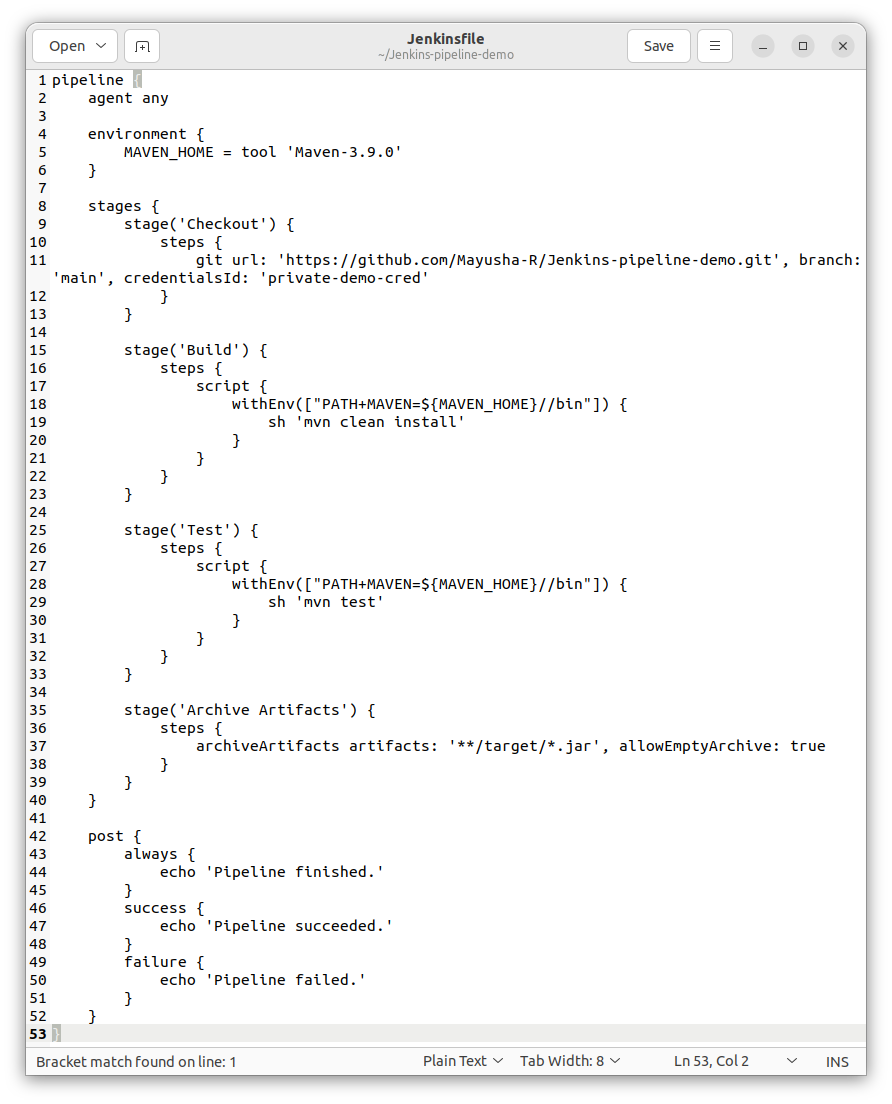 Open
Jenkinsfile
~/Jenkins-pipeline-demo
Save
1 pipeline {
2     agent any
3
4     environment {
5         MAVEN_HOME = tool 'Maven-3.9.0'
6     }
7
8     stages {
9         stage('Checkout') {
10             steps {
11                 git url: 'https://github.com/Mayusha-R/Jenkins-pipeline-demo.git', branch:
'main', credentialsId: 'private-demo-cred'
12             }
13         }
14
15         stage('Build') {
16             steps {
17                 script {
18                     withEnv(["PATH+MAVEN=${MAVEN_HOME}//bin"]) {
19                         sh 'mvn clean install'
20                     }
21                 }
22             }
23         }
24
25         stage('Test') {
26             steps {
27                 script {
28                     withEnv(["PATH+MAVEN=${MAVEN_HOME}//bin"]) {
29                         sh 'mvn test'
30                     }
31                 }
32             }
33         }
34
35         stage('Archive Artifacts') {
36             steps {
37                 archiveArtifacts artifacts: '**/target/*.jar', allowEmptyArchive: true
38             }
39         }
40     }
41
42     post {
43         always {
44             echo 'Pipeline finished.'
45         }
46         success {
47             echo 'Pipeline succeeded.'
48         }
49         failure {
50             echo 'Pipeline failed.'
51         }
52     }
53 }
Bracket match found on line: 1
Plain Text
Tab Width: 8
Ln 53, Col 2
INS